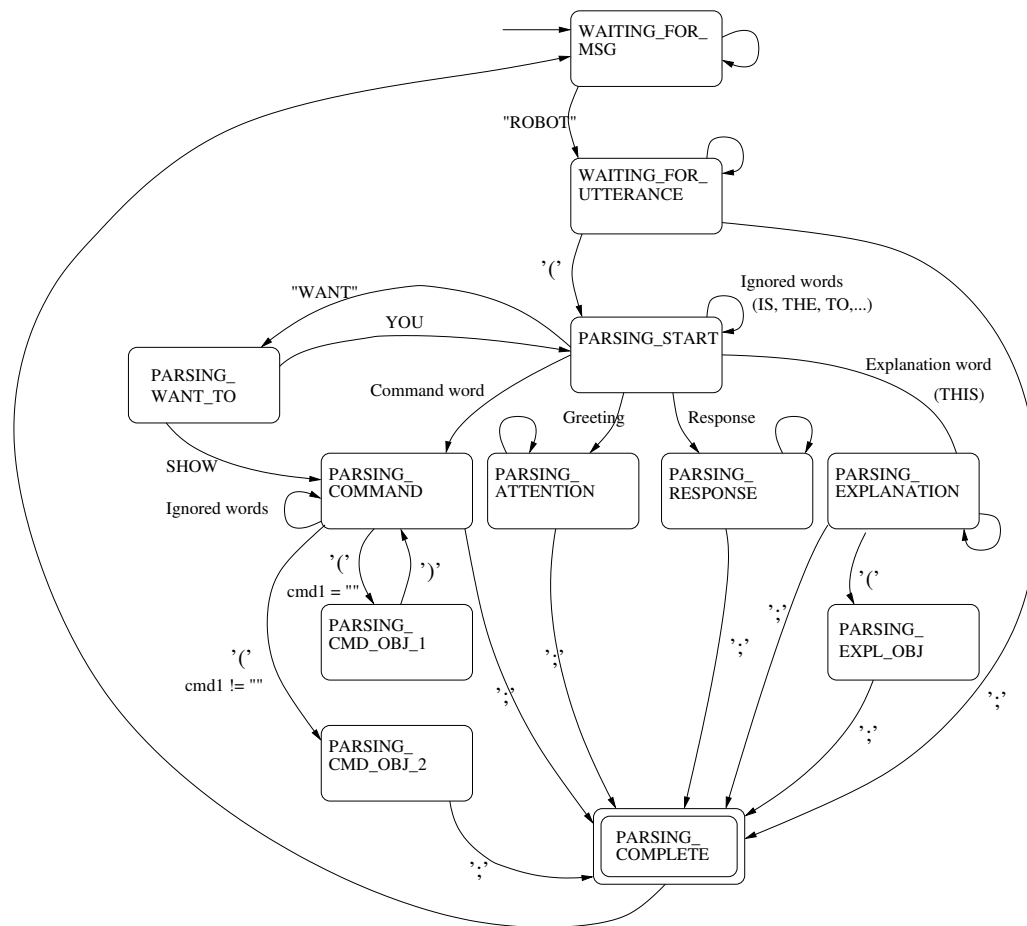 WAITING_FOR_
MSG
"ROBOT"
WAITING_FOR_
UTTERANCE
'('
Ignored words
(IS, THE, TO,...)
"WANT"
YOU
PARSING_START
Explanation word
(THIS)
PARSING_
WANT_TO
Command word
Greeting
Response
SHOW
PARSING_
COMMAND
PARSING_
ATTENTION
PARSING_
RESPONSE
PARSING_
EXPLANATION
Ignored words
'('
cmd1 = ""
')'
'('
PARSING_
CMD_OBJ_1
PARSING_
EXPL_OBJ
'('
cmd1 != ""
';'
';'
';'
';'
';'
';'
PARSING_
CMD_OBJ_2
PARSING_
COMPLETE
';'